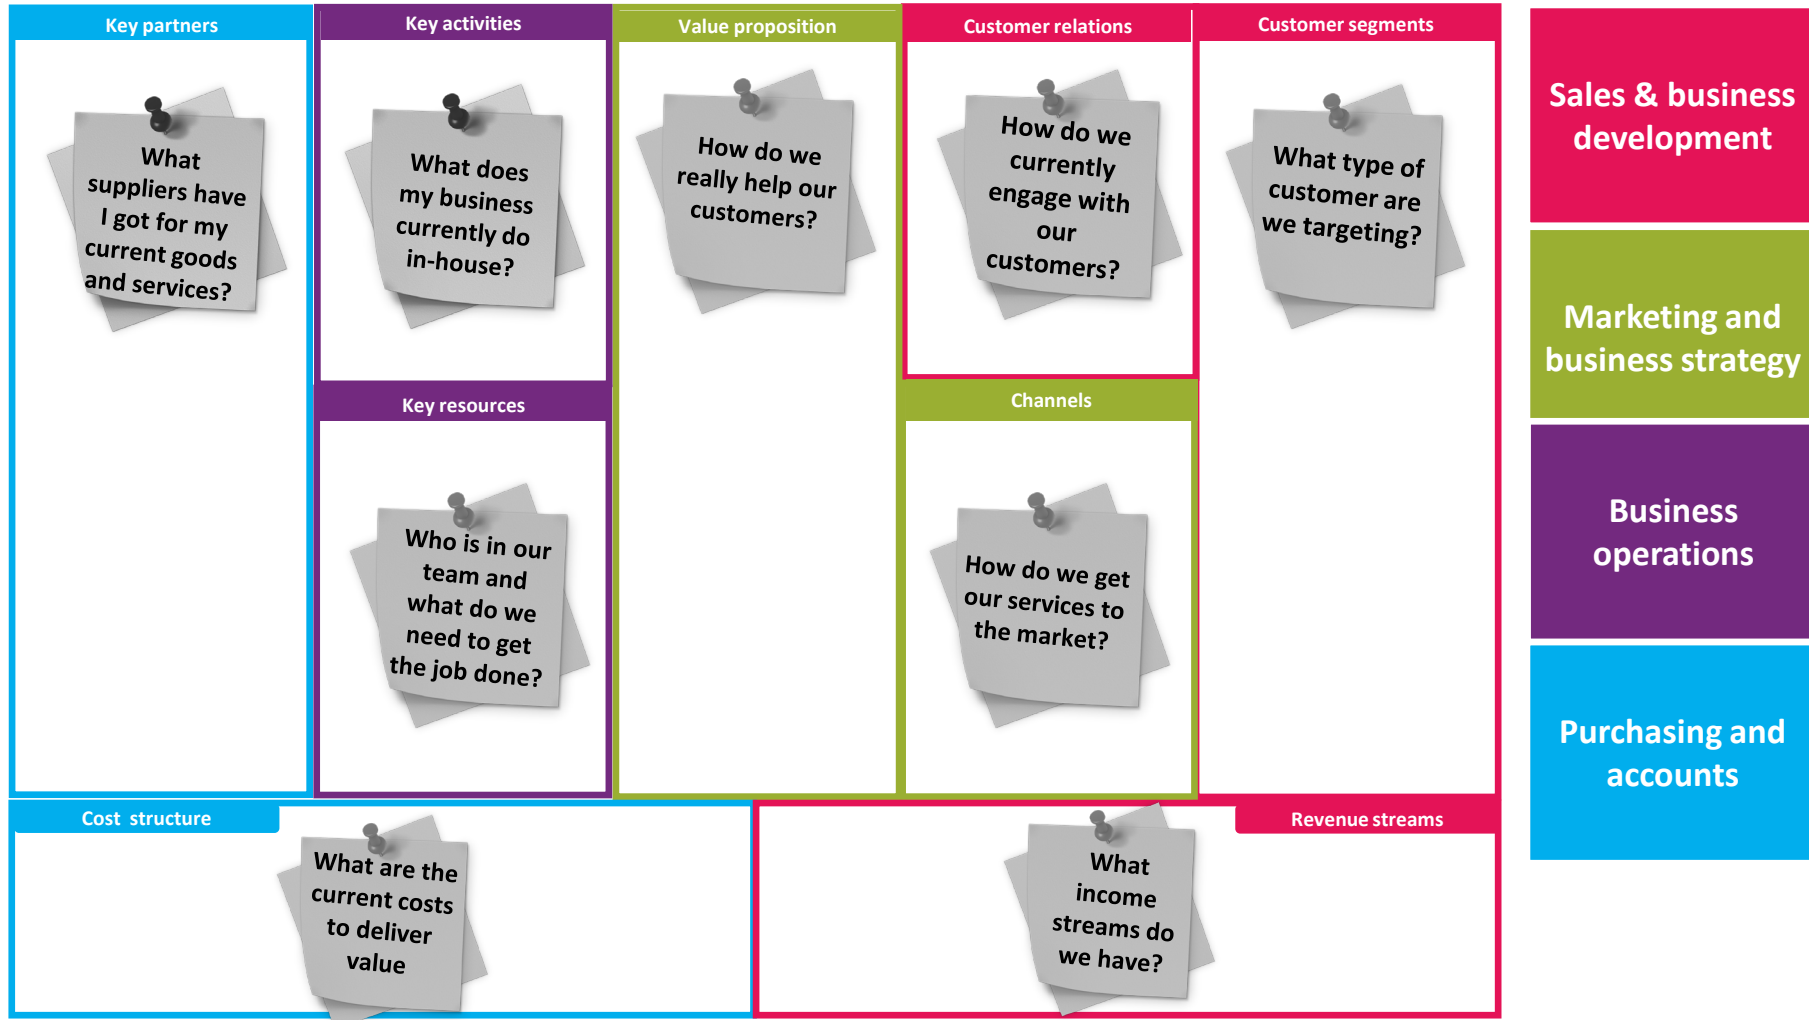 Key partners
What
suppliers have
I got for my
current goods
and services?
Key activities
What does
my business
currently do
in-house?
Key resources
Who is in our
team and
what do we
need to get
the job done?
Value proposition
How do we
really help our
customers?
Customer relations
How do we
currently
engage with
our
customers?
Channels
How do we get
our services to
the market?
Customer segments
What type of
customer are
we targeting?
Cost structure
What are the
current costs
to deliver
value
Revenue streams
What
income
streams do
we have?
Sales & business
development
Marketing and
business strategy
Business
operations
Purchasing and
accounts